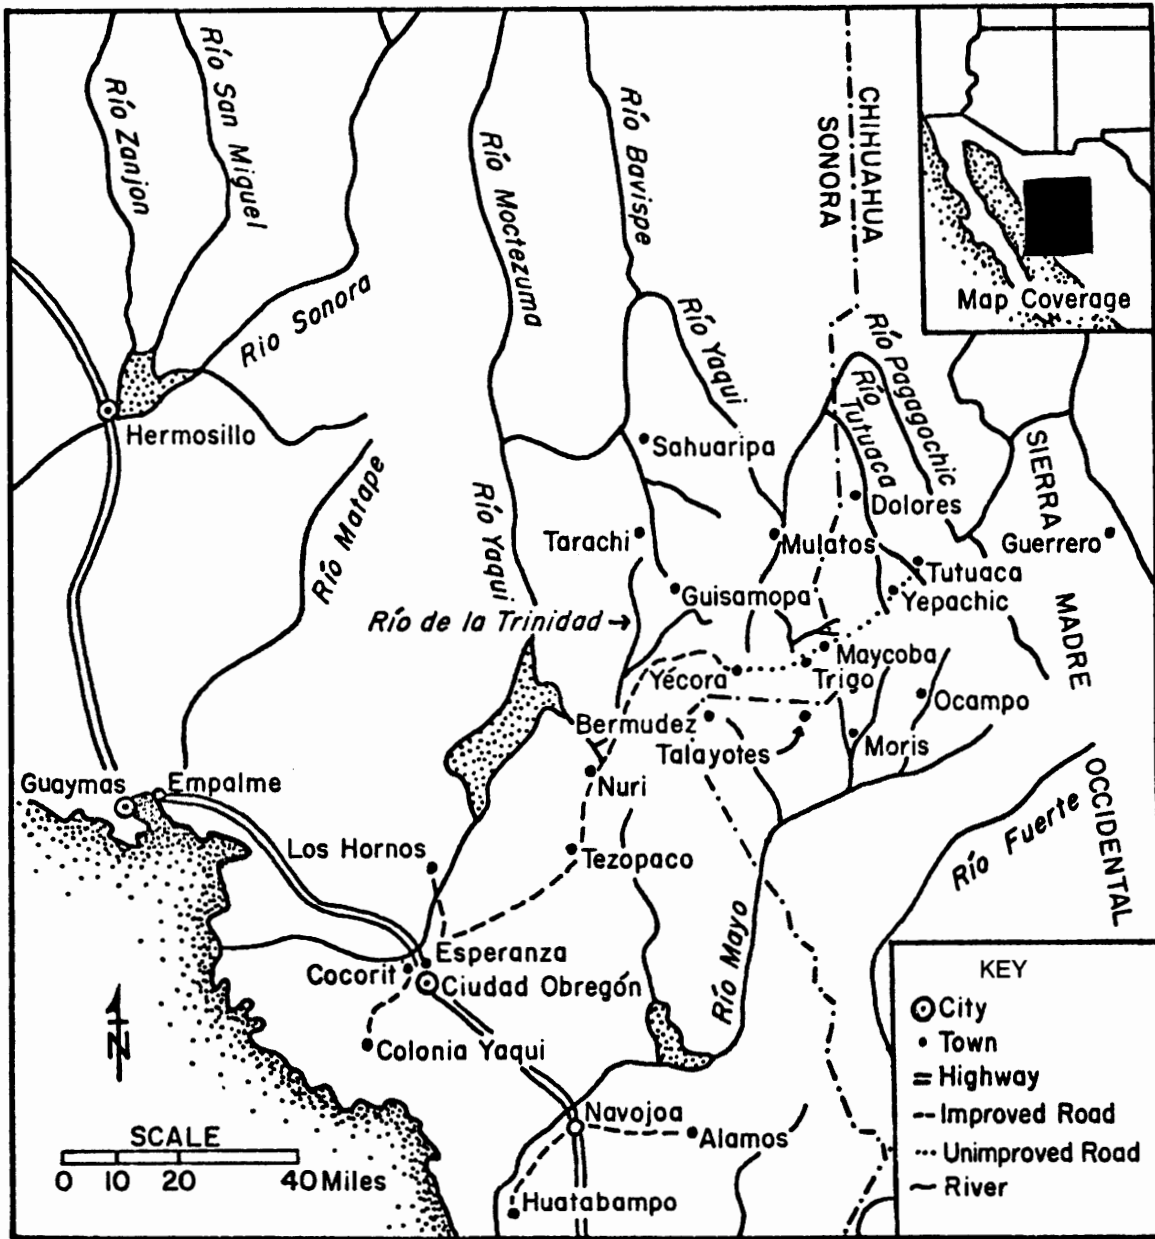 Río Zanjon
Río San Miguel
Rio Sonora
Río Moctezuma
Río Bavispe
Río Yaqui
CHIHUAHUA
SONORA
Río Pagagochic
Río Tutuaca
Map Coverage
Hermosillo
Río Matape
Río Yaqui
Sahuaripa
Dolores
SIERRA
MADRE
OCCIDENTAL
Tarachi
Mulatos
Guerrero
Tutuaca
Guisamopa
Yepachic
Río de la Trinidad
Maycoba
Yécora
Trigo
Ocampo
Bermudez
Talayotes
Moris
Guaymas
Empalme
Nuri
Los Hornos
Tezopaco
Río Fuerte
Río Mayo
Esperanza
Cocorit
Ciudad Obregón
Colonia Yaqui
N
Navojoa
Alamos
Huatabampo
SCALE
0 10 20 40 Miles
KEY
City
Town
Highway
Improved Road
Unimproved Road
River